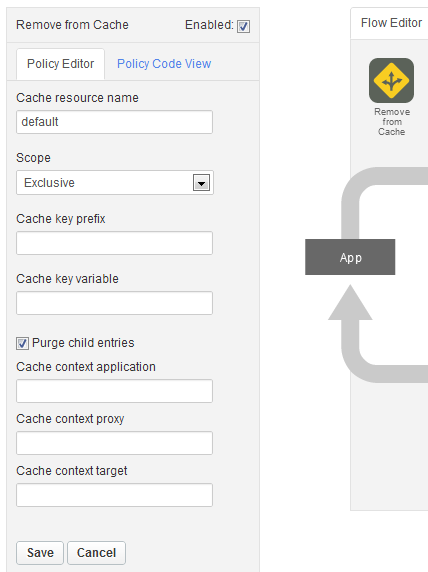 Remove from Cache
Enabled:
Policy Editor
Policy Code View
Cache resource name
default
Scope
Exclusive
Cache key prefix
Cache key variable
Purge child entries
Cache context application
Cache context proxy
Cache context target
Save
Cancel
Flow Editor
Remove
from
Cache
App